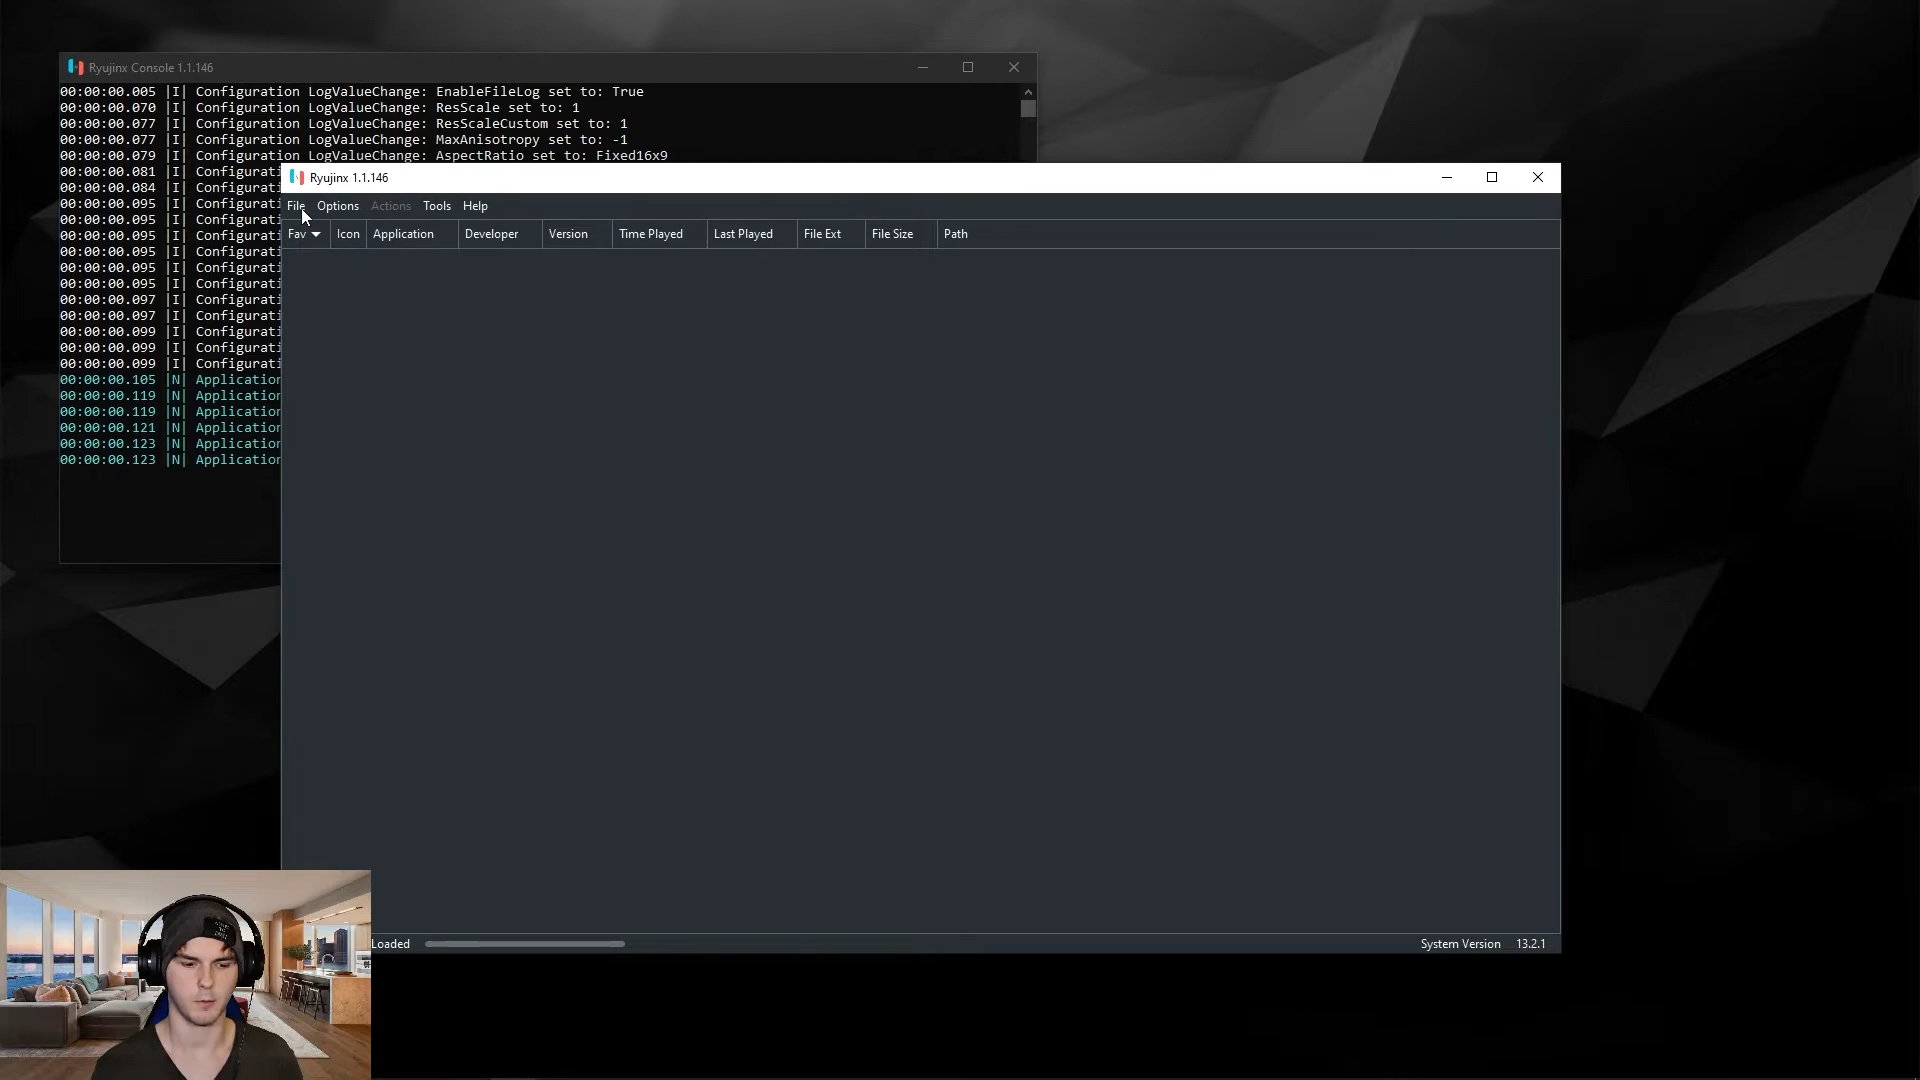 Ryujinx Console 1.1.146
00:00:00.005 |I| Configuration LogValueChange: EnableFileLog set to: True
00:00:00.070 |I| Configuration LogValueChange: ResScale set to: 1
00:00:00.077 |I| Configuration LogValueChange: ResScaleCustom set to: 1
00:00:00.077 |I| Configuration LogValueChange: MaxAnisotropy set to: -1
00:00:00.079 |I| Configuration LogValueChange: AspectRatio set to: Fixed16x9
00:00:00.081 |I| Configurati
00:00:00.084 |I| Configurati
00:00:00.095 |I| Configurati
00:00:00.095 |I| Configurati
00:00:00.095 |I| Configurati
00:00:00.095 |I| Configurati
00:00:00.095 |I| Configurati
00:00:00.095 |I| Configurati
00:00:00.097 |I| Configurati
00:00:00.097 |I| Configurati
00:00:00.099 |I| Configurati
00:00:00.099 |I| Configurati
00:00:00.099 |I| Configurati
00:00:00.105 |N| Application
00:00:00.119 |N| Application
00:00:00.119 |N| Application
00:00:00.121 |N| Application
00:00:00.123 |N| Application
00:00:00.123 |N| Application
Ryujinx 1.1.146
File Options Actions Tools Help
Fav Icon Application Developer Version Time Played Last Played File Ext File Size Path
Loaded System Version 13.2.1